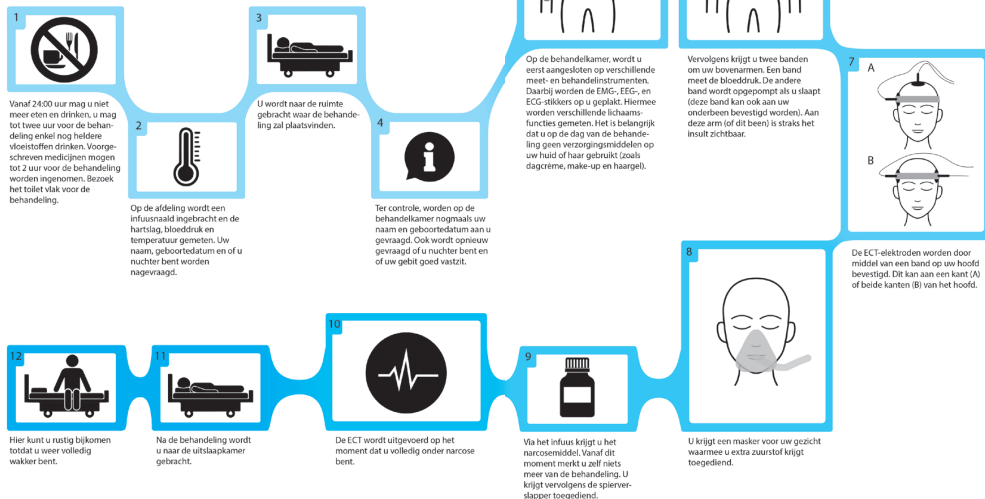 1
Vanaf 24:00 uur mag u niet
meer eten en drinken, u mag
tot twee uur voor de behan-
deling enkel nog heldere
vloeistoffen drinken. Voorge-
schreven medicijnen mogen
tot 2 uur voor de behandeling
worden ingenomen. Bezoek
het toilet vlak voor de
behandeling.
2
Op de afdeling wordt een
infuusnaald ingebracht en de
hartslag, bloeddruk en
temperatuur gemeten. Uw
naam, geboortedatum en of u
nuchter bent worden
nagevraagd.
3
U wordt naar de ruimte
gebracht waar de behande-
ling zal plaatsvinden.
4
Ter controle, worden op de
behandelkamer nogmaals uw
naam en geboortedatum aan u
gevraagd. Ook wordt opnieuw
gevraagd of u nuchter bent en
of uw gebit goed vastzit.
Op de behandelkamer, wordt u
eerst aangesloten op verschillende
meet- en behandelinstrumenten.
Daarbij worden de EMG-, EEG-, en
ECG-stikkers op u geplakt. Hiermee
worden verschillende lichaams-
functies gemeten. Het is belangrijk
dat u op de dag van de behande-
ling geen verzorgingsmiddelen op
uw huid of haar gebruikt (zoals
dagcrème, make-up en haargel).
Vervolgens krijgt u twee banden
om uw bovenarmen. Een band
meet de bloeddruk. De andere
band wordt opgepompt als u slaapt
(deze band kan ook aan uw
onderbeen bevestigd worden). Aan
deze arm (of dit been) is straks het
insult zichtbaar.
7
A
B
De ECT-elektroden worden door
middel van een band op uw hoofd
bevestigd. Dit kan aan een kant (A)
of beide kanten (B) van het hoofd.
8
U krijgt een masker voor uw gezicht
waarmee u extra zuurstof krijgt
toegediend.
9
Via het infuus krijgt u het
narcosemiddel. Vanaf dit
moment merkt u zelf niets
meer van de behandeling. U
krijgt vervolgens de spierver-
slapper toegediend.
10
De ECT wordt uitgevoerd op het
moment dat u volledig onder narcose
bent.
11
Na de behandeling wordt
u naar de uitslaapkamer
gebracht.
12
Hier kunt u rustig bijkomen
totdat u weer volledig
wakker bent.